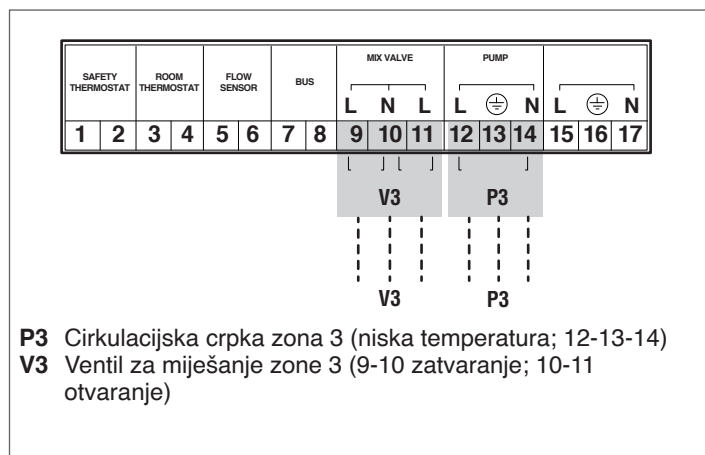 SAFETY THERMOSTAT
ROOM THERMOSTAT
FLOW SENSOR
BUS
MIX VALVE
PUMP
L N L L N L N
1 2 3 4 5 6 7 8 9 10 11 12 13 14 15 16 17
V3 P3
V3 P3
P3 Cirkulacijska crpka zona 3 (niska temperatura; 12-13-14)
V3 Ventil za miješanje zone 3 (9-10 zatvaranje; 10-11
otvaranje)